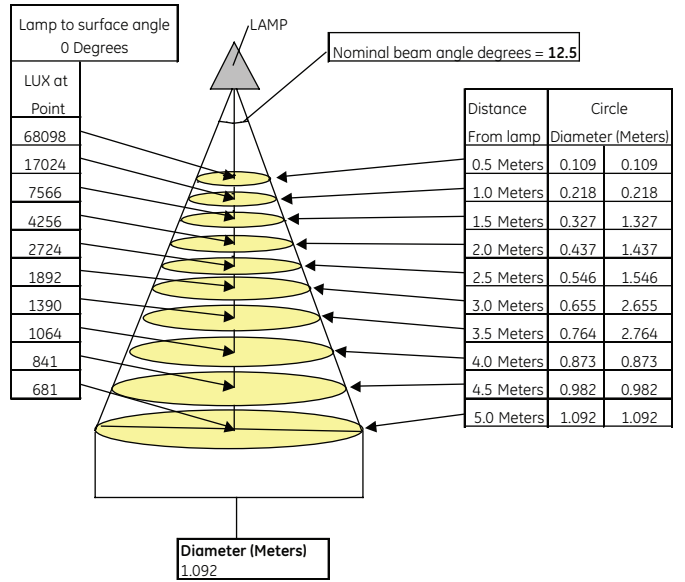 Lamp to surface angle
0 Degrees
LAMP
Nominal beam angle degrees = 12.5
LUX at
Point
68098
17024
7566
4256
2724
1892
1390
1064
841
681
Distance Circle
From lamp Diameter (Meters)
0.5 Meters 0.109 0.109
1.0 Meters 0.218 0.218
1.5 Meters 0.327 1.327
2.0 Meters 0.437 1.437
2.5 Meters 0.546 1.546
3.0 Meters 0.655 2.655
3.5 Meters 0.764 2.764
4.0 Meters 0.873 0.873
4.5 Meters 0.982 0.982
5.0 Meters 1.092 1.092
Diameter (Meters)
1.092